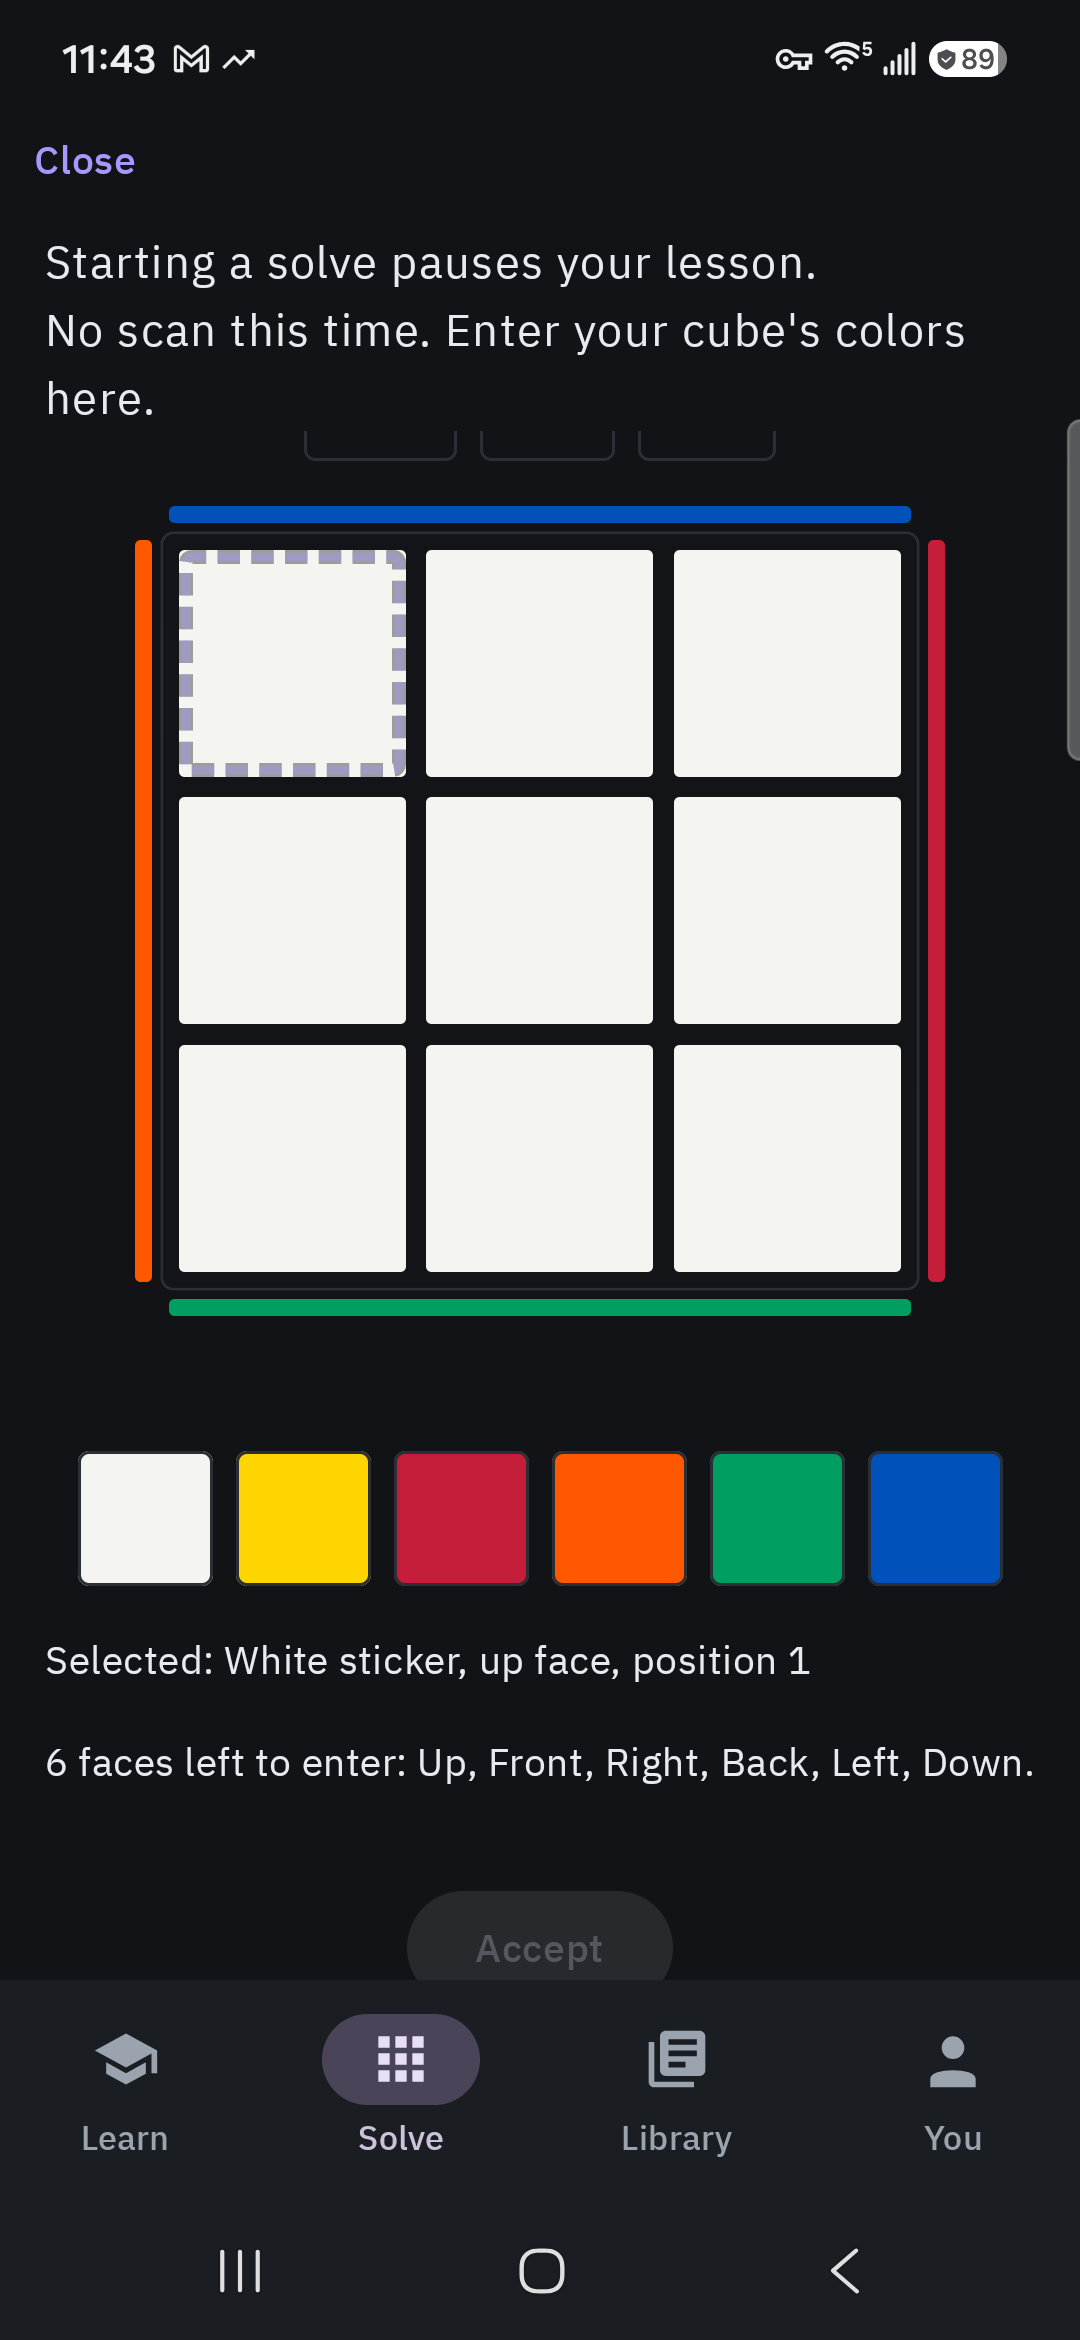 11:43
5
89
Close
Starting a solve pauses your lesson.
No scan this time. Enter your cube's colors
here.
Selected: White sticker, up face, position 1
6 faces left to enter: Up, Front, Right, Back, Left, Down.
Accept
Learn
Solve
Library
You